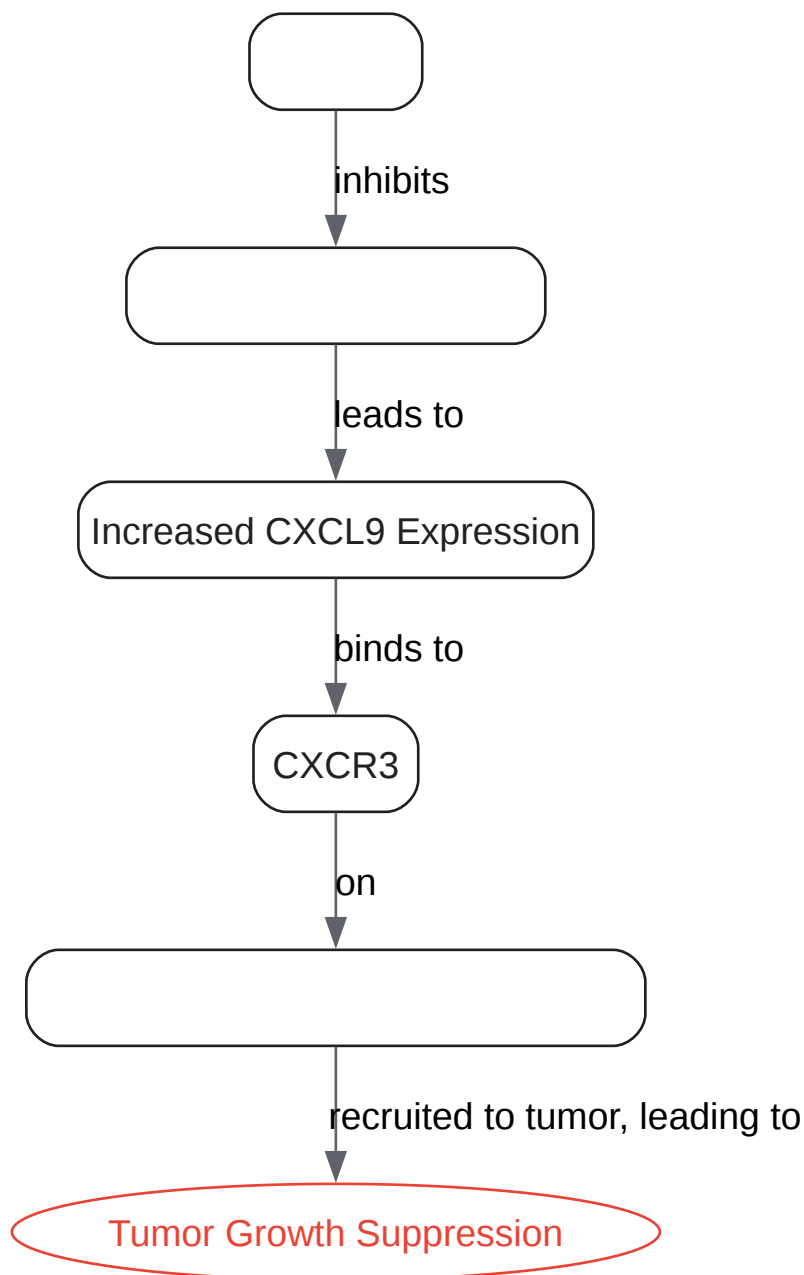 inhibits
leads to
Increased CXCL9 Expression
binds to
CXCR3
on
recruited to tumor, leading to
Tumor Growth Suppression